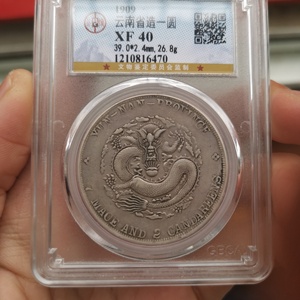 1909
云南省造一圆
XF 40
39.0*2.4mm,26.8g
1210816470
YUN-NAN-PROVINCE
7 MACE AND 2 CANDAREENS